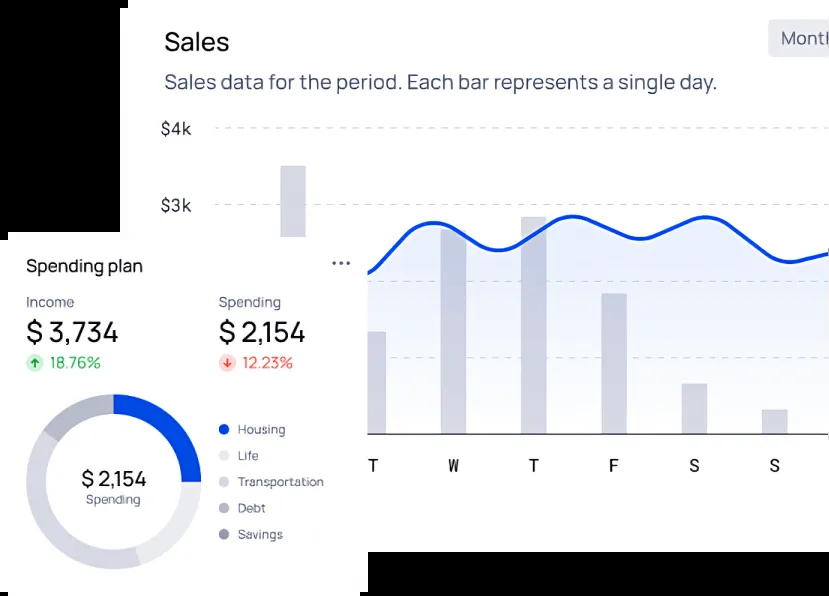 Sales
Month
Sales data for the period. Each bar represents a single day.
$4k
$3k
T W T F S S
Spending plan
Income Spending
$ 3,734 $ 2,154
18.76% 12.23%
$ 2,154
Spending
Housing
Life
Transportation
Debt
Savings